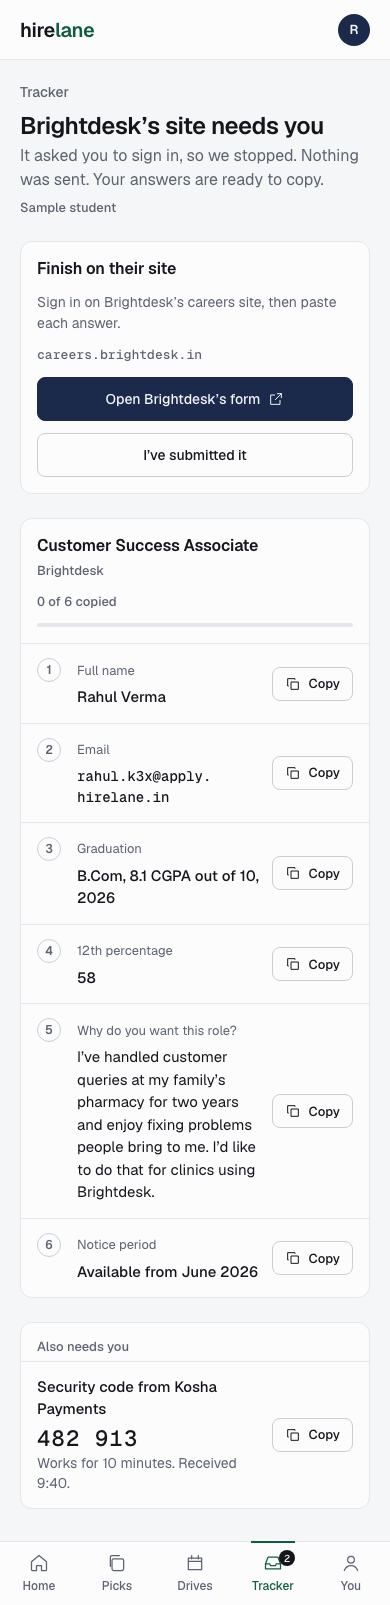 hirelane
R
Tracker
Brightdesk’s site needs you
It asked you to sign in, so we stopped. Nothing
was sent. Your answers are ready to copy.
Sample student
Finish on their site
Sign in on Brightdesk’s careers site, then paste
each answer.
careers.brightdesk.in
Open Brightdesk’s form
I’ve submitted it
Customer Success Associate
Brightdesk
0 of 6 copied
1
Full name
Rahul Verma
Copy
2
Email
rahul.k3x@apply.
hirelane.in
Copy
3
Graduation
B.Com, 8.1 CGPA out of 10,
2026
Copy
4
12th percentage
58
Copy
5
Why do you want this role?
I’ve handled customer
queries at my family’s
pharmacy for two years
and enjoy fixing problems
people bring to me. I’d like
to do that for clinics using
Brightdesk.
Copy
6
Notice period
Available from June 2026
Copy
Also needs you
Security code from Kosha
Payments
482 913
Works for 10 minutes. Received
9:40.
Copy
2
Home
Picks
Drives
Tracker
You